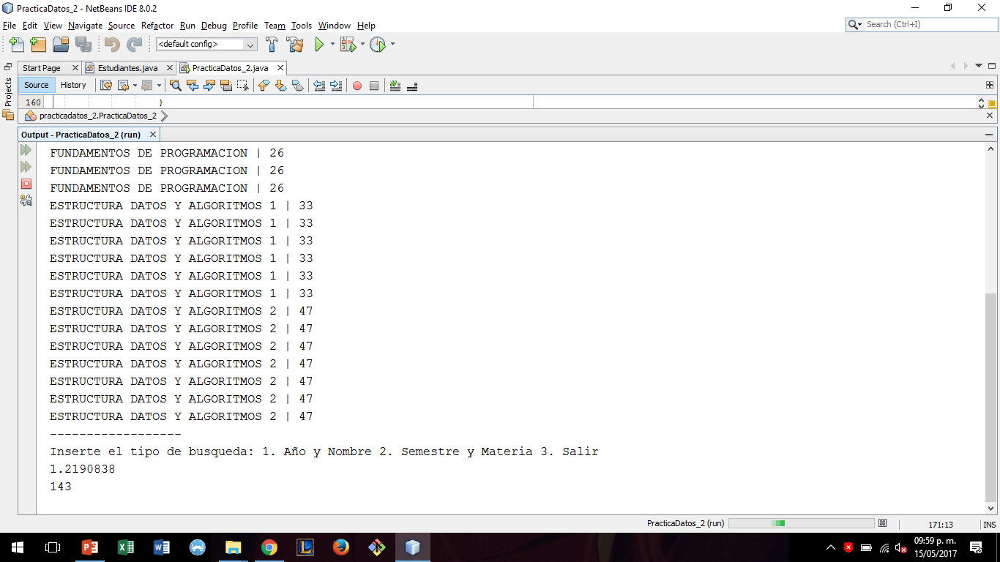 PracticaDatos_2 - NetBeans IDE 8.0.2
File Edit View Navigate Source Refactor Run Debug Profile Team Tools Window Help
Search (Ctrl+I)
<default config>
Start Page Estudiantes.java PracticaDatos_2.java
Projects
Source History
160 }
practicadatos_2.PracticaDatos_2
Output - PracticaDatos_2 (run)
FUNDAMENTOS DE PROGRAMACION | 26
FUNDAMENTOS DE PROGRAMACION | 26
FUNDAMENTOS DE PROGRAMACION | 26
ESTRUCTURA DATOS Y ALGORITMOS 1 | 33
ESTRUCTURA DATOS Y ALGORITMOS 1 | 33
ESTRUCTURA DATOS Y ALGORITMOS 1 | 33
ESTRUCTURA DATOS Y ALGORITMOS 1 | 33
ESTRUCTURA DATOS Y ALGORITMOS 1 | 33
ESTRUCTURA DATOS Y ALGORITMOS 1 | 33
ESTRUCTURA DATOS Y ALGORITMOS 2 | 47
ESTRUCTURA DATOS Y ALGORITMOS 2 | 47
ESTRUCTURA DATOS Y ALGORITMOS 2 | 47
ESTRUCTURA DATOS Y ALGORITMOS 2 | 47
ESTRUCTURA DATOS Y ALGORITMOS 2 | 47
ESTRUCTURA DATOS Y ALGORITMOS 2 | 47
ESTRUCTURA DATOS Y ALGORITMOS 2 | 47
------------------
Inserte el tipo de busqueda: 1. Año y Nombre 2. Semestre y Materia 3. Salir
1.2190838
143
PracticaDatos_2 (run)
171:13 INS
09:59 p. m.
15/05/2017